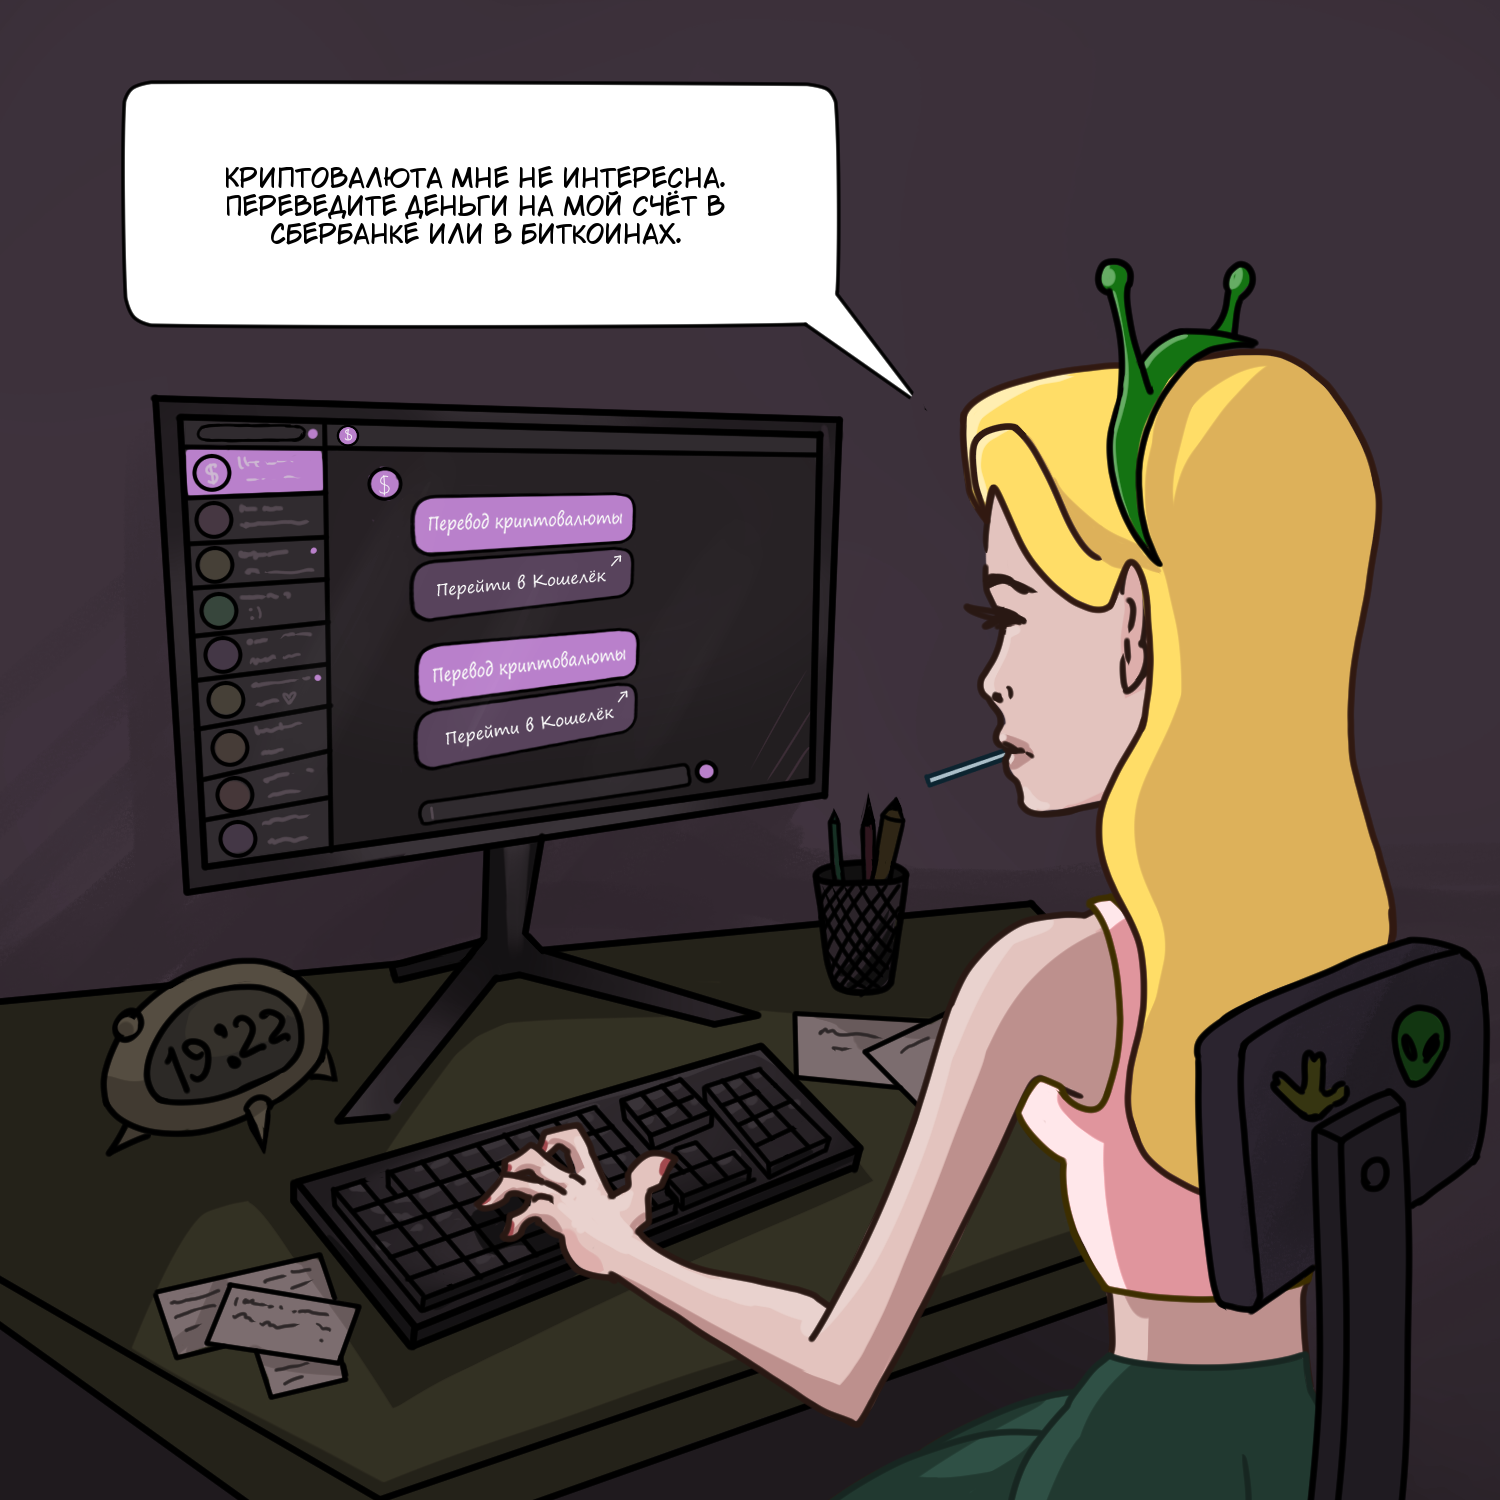 КРИПТОВАЛЮТА МНЕ НЕ ИНТЕРЕСНА.
ПЕРЕВЕДИТЕ ДЕНЬГИ НА МОЙ СЧЁТ В
СБЕРБАНКЕ ИЛИ В БИТКОИНАХ.
$
$
$
Перевод криптовалюты
Перейти в Кошелёк
:)
Перевод криптовалюты
Перейти в Кошелёк
19:22